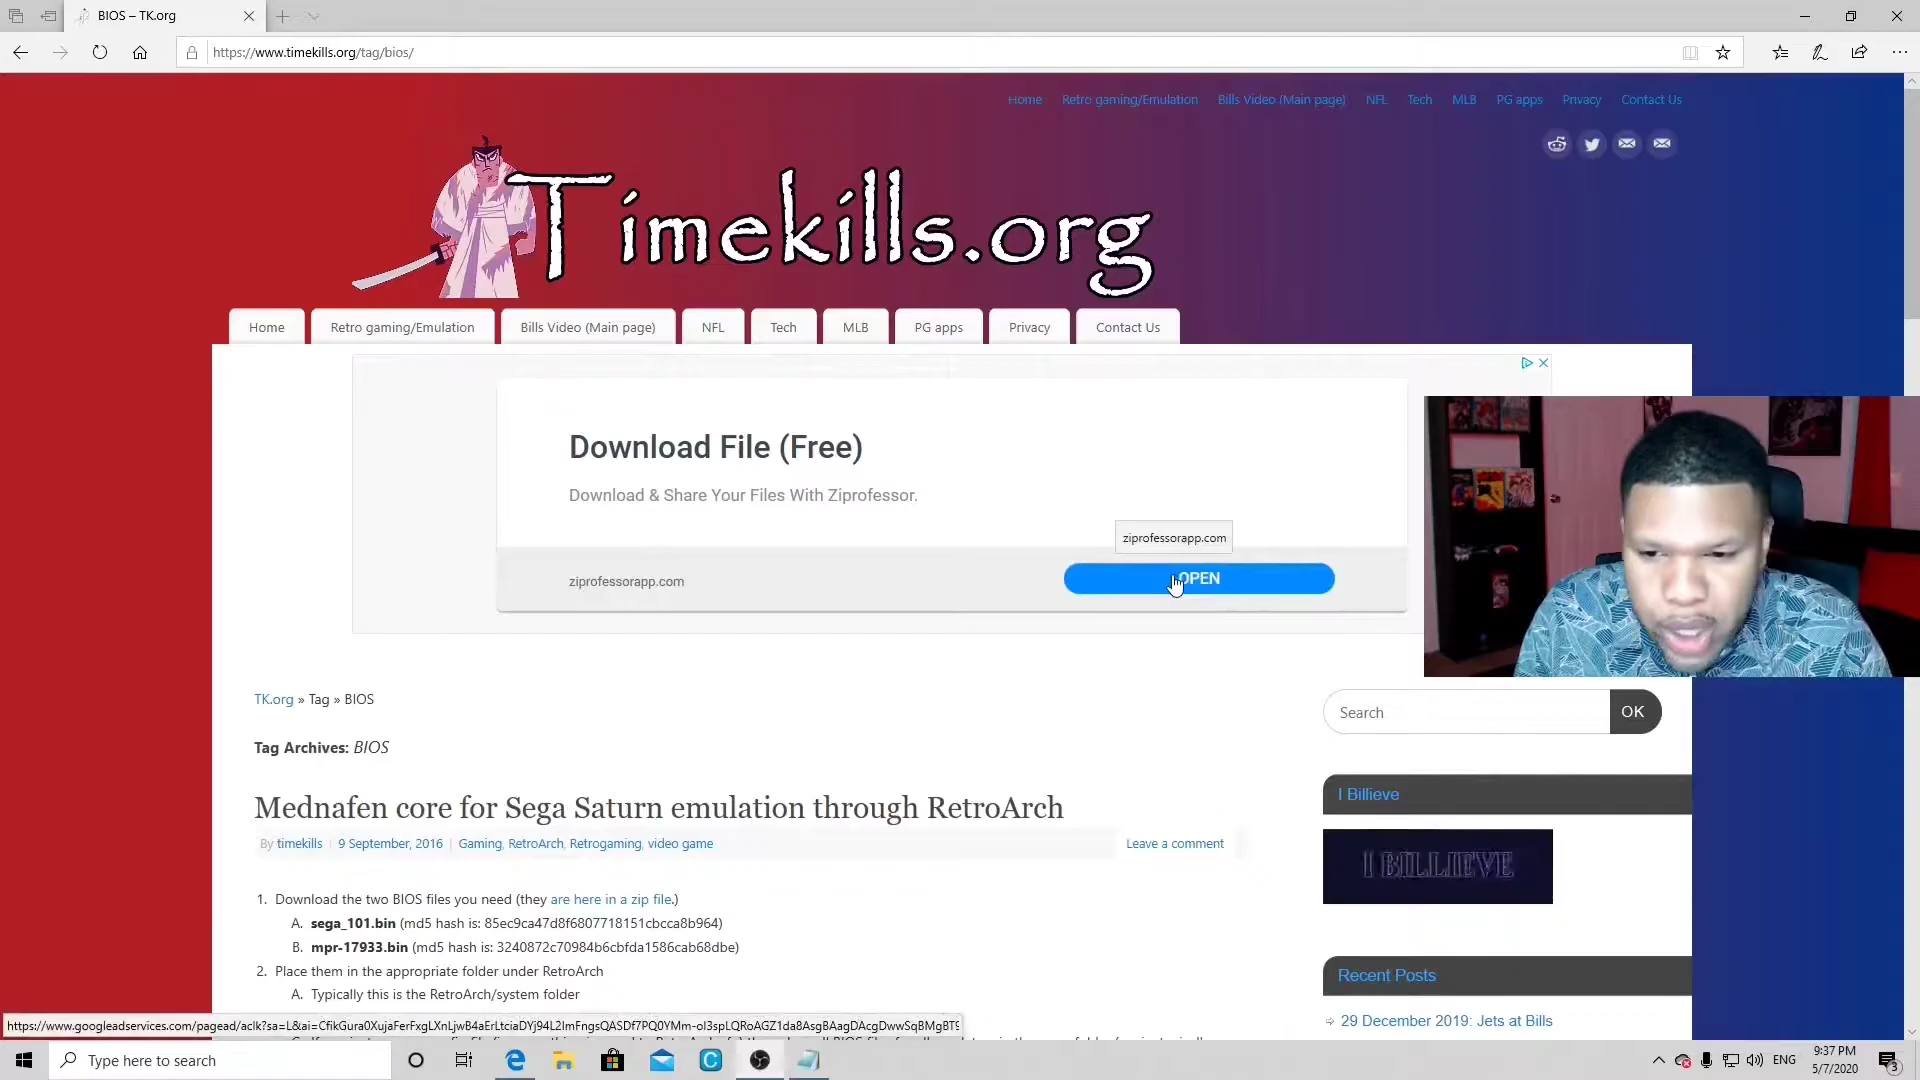 BIOS – TK.org
https://www.timekills.org/tag/bios/
Home Retro gaming/Emulation Bills Video (Main page) NFL Tech MLB PG apps Privacy Contact Us
Timekills.org
Home Retro gaming/Emulation Bills Video (Main page) NFL Tech MLB PG apps Privacy Contact Us
Download File (Free)
Download & Share Your Files With Ziprofessor.
ziprofessorapp.com
ziprofessorapp.com
OPEN
TK.org » Tag » BIOS
Search OK
Tag Archives: BIOS
I Billieve
Mednafen core for Sega Saturn emulation through RetroArch
By timekills 9 September, 2016 Gaming, RetroArch, Retrogaming, video game Leave a comment
I BILLIEVE
1. Download the two BIOS files you need (they are here in a zip file.)
A. sega_101.bin (md5 hash is: 85ec9ca47d8f6807718151cbcca8b964)
B. mpr-17933.bin (md5 hash is: 3240872c70984b6cbfda1586cab68dbe)
2. Place them in the appropriate folder under RetroArch
A. Typically this is the RetroArch/system folder
Recent Posts
29 December 2019: Jets at Bills
Type here to search
ENG
9:37 PM
5/7/2020
3